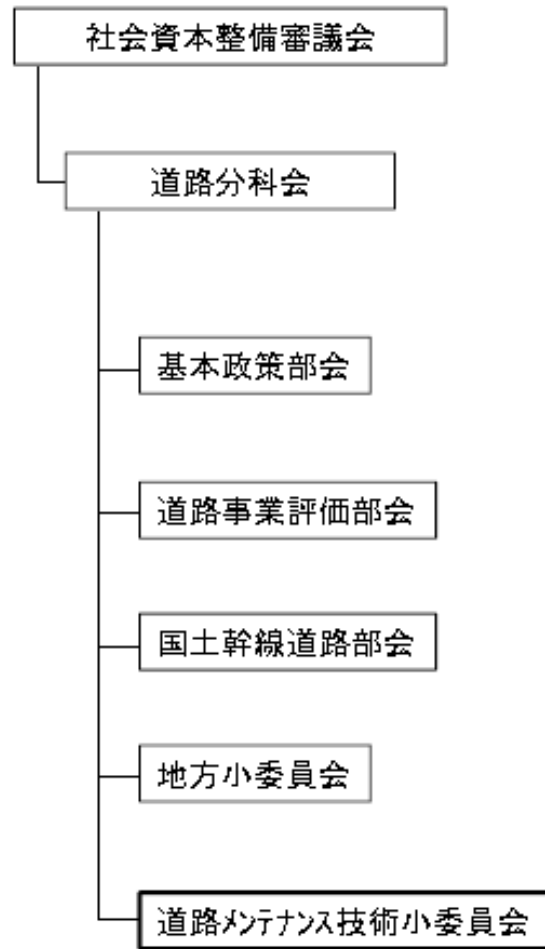 社会資本整備審議会
道路分科会
基本政策部会
道路事業評価部会
国土幹線道路部会
地方小委員会
道路ﾒﾝﾃﾅﾝｽ技術小委員会